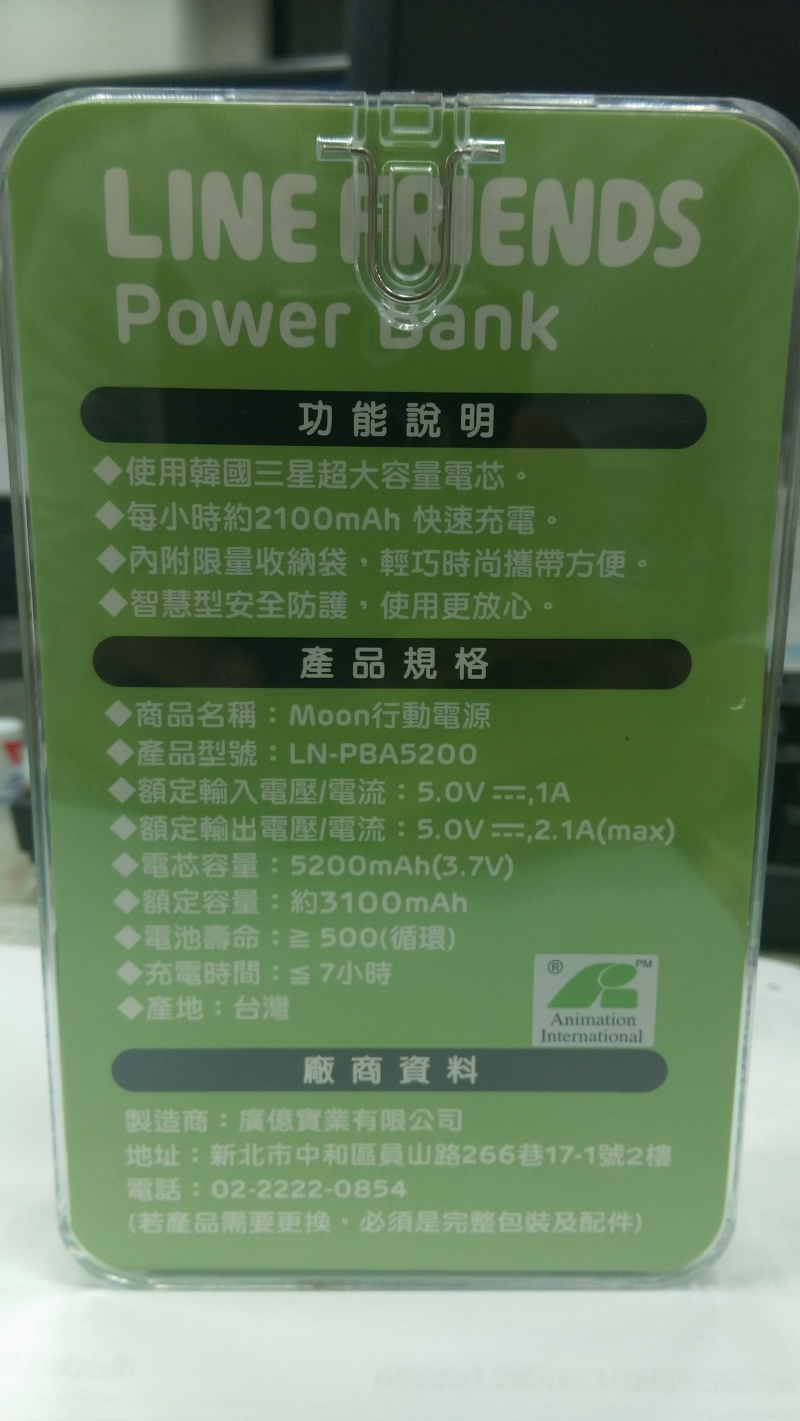 LINE FRIENDS
Power Bank
功能說明
◆使用韓國三星超大容量電芯。
◆每小時約2100mAh 快速充電。
◆內附限量收納袋，輕巧時尚攜帶方便。
◆智慧型安全防護，使用更放心。
產品規格
◆商品名稱：Moon行動電源
◆產品型號：LN-PBA5200
◆額定輸入電壓/電流：5.0V ⎓,1A
◆額定輸出電壓/電流：5.0V ⎓,2.1A(max)
◆電芯容量：5200mAh(3.7V)
◆額定容量：約3100mAh
◆電池壽命：≧ 500(循環)
◆充電時間：≦ 7小時
◆產地：台灣
® PM
Animation
International
廠商資料
製造商：廣億實業有限公司
地址：新北市中和區員山路266巷17-1號2樓
電話：02-2222-0854
(若產品需要更換，必須是完整包裝及配件)